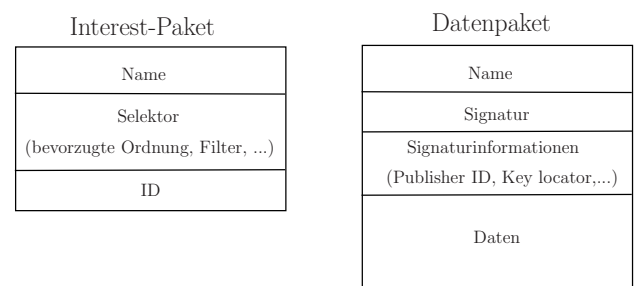 Interest-Paket
Name
Selektor
(bevorzugte Ordnung, Filter, ...)
ID
Datenpaket
Name
Signatur
Signaturinformationen
(Publisher ID, Key locator,...)
Daten